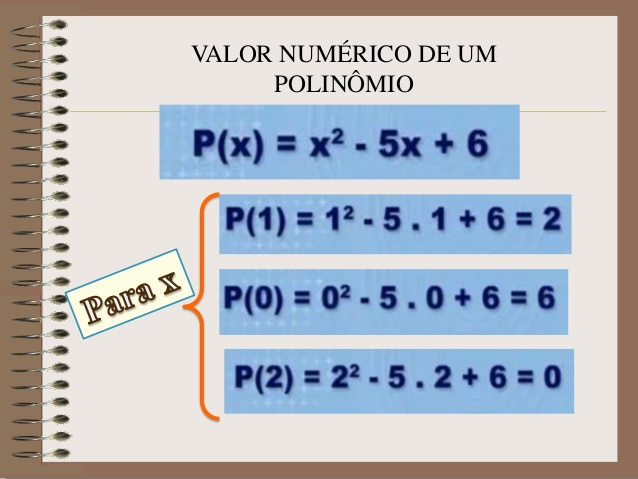 VALOR NUMÉRICO DE UM
POLINÔMIO
P(x) = x² - 5x + 6
P(1) = 1² - 5 . 1 + 6 = 2
Para x
P(0) = 0² - 5 . 0 + 6 = 6
P(2) = 2² - 5 . 2 + 6 = 0